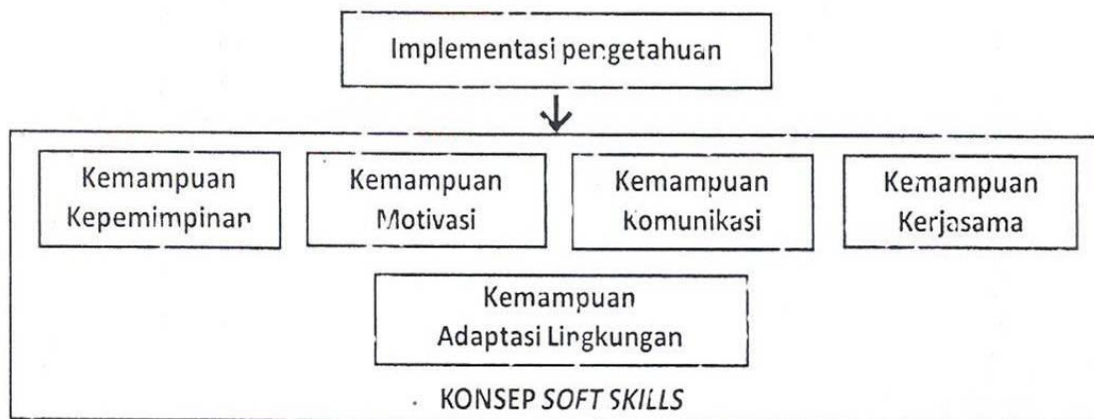 Implementasi pengetahuan
Kemampuan
Kepemimpinan
Kemampuan
Motivasi
Kemampuan
Komunikasi
Kemampuan
Kerjasama
Kemampuan
Adaptasi Lingkungan
KONSEP SOFT SKILLS